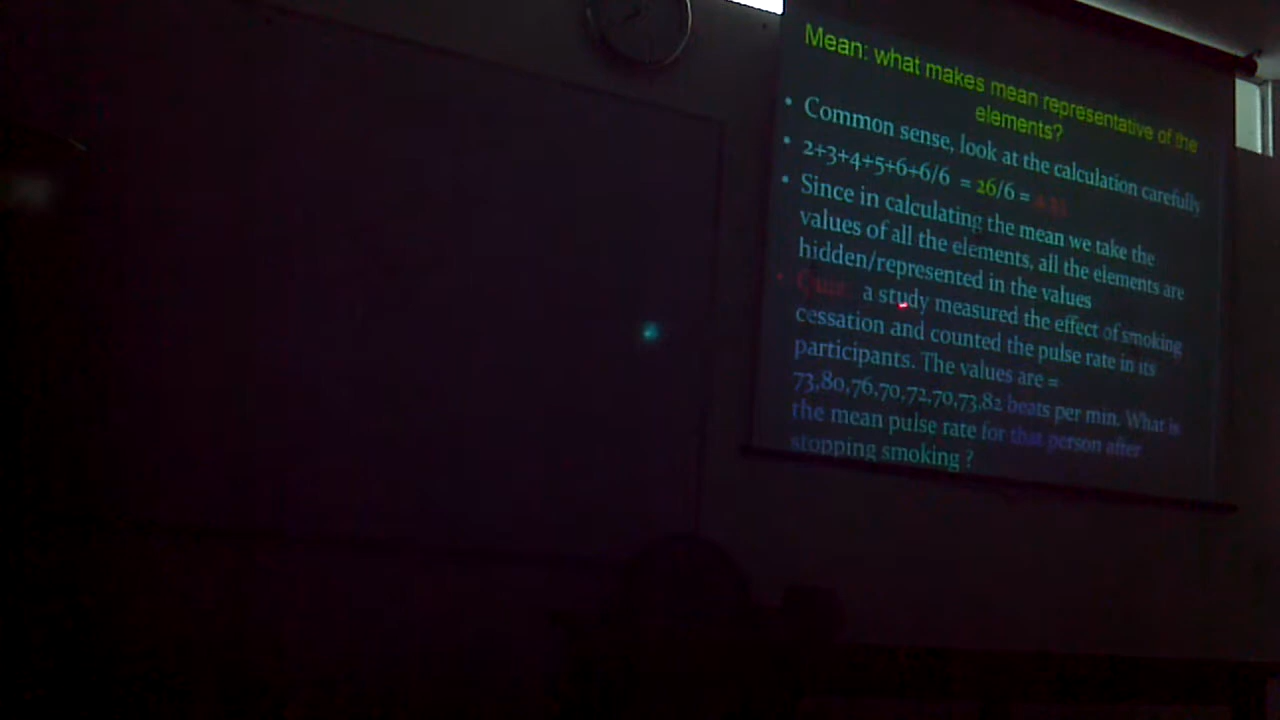 Mean: what makes mean representative of the
elements?
• Common sense, look at the calculation carefully
• 2+3+4+5+6+6/6 = 26/6 = 4.33
• Since in calculating the mean we take the
values of all the elements, all the elements are
hidden/represented in the values
• Quiz: a study measured the effect of smoking
cessation and counted the pulse rate in its
participants. The values are =
73,80,76,70,72,70,73,82 beats per min. What is
the mean pulse rate for that person after
stopping smoking ?